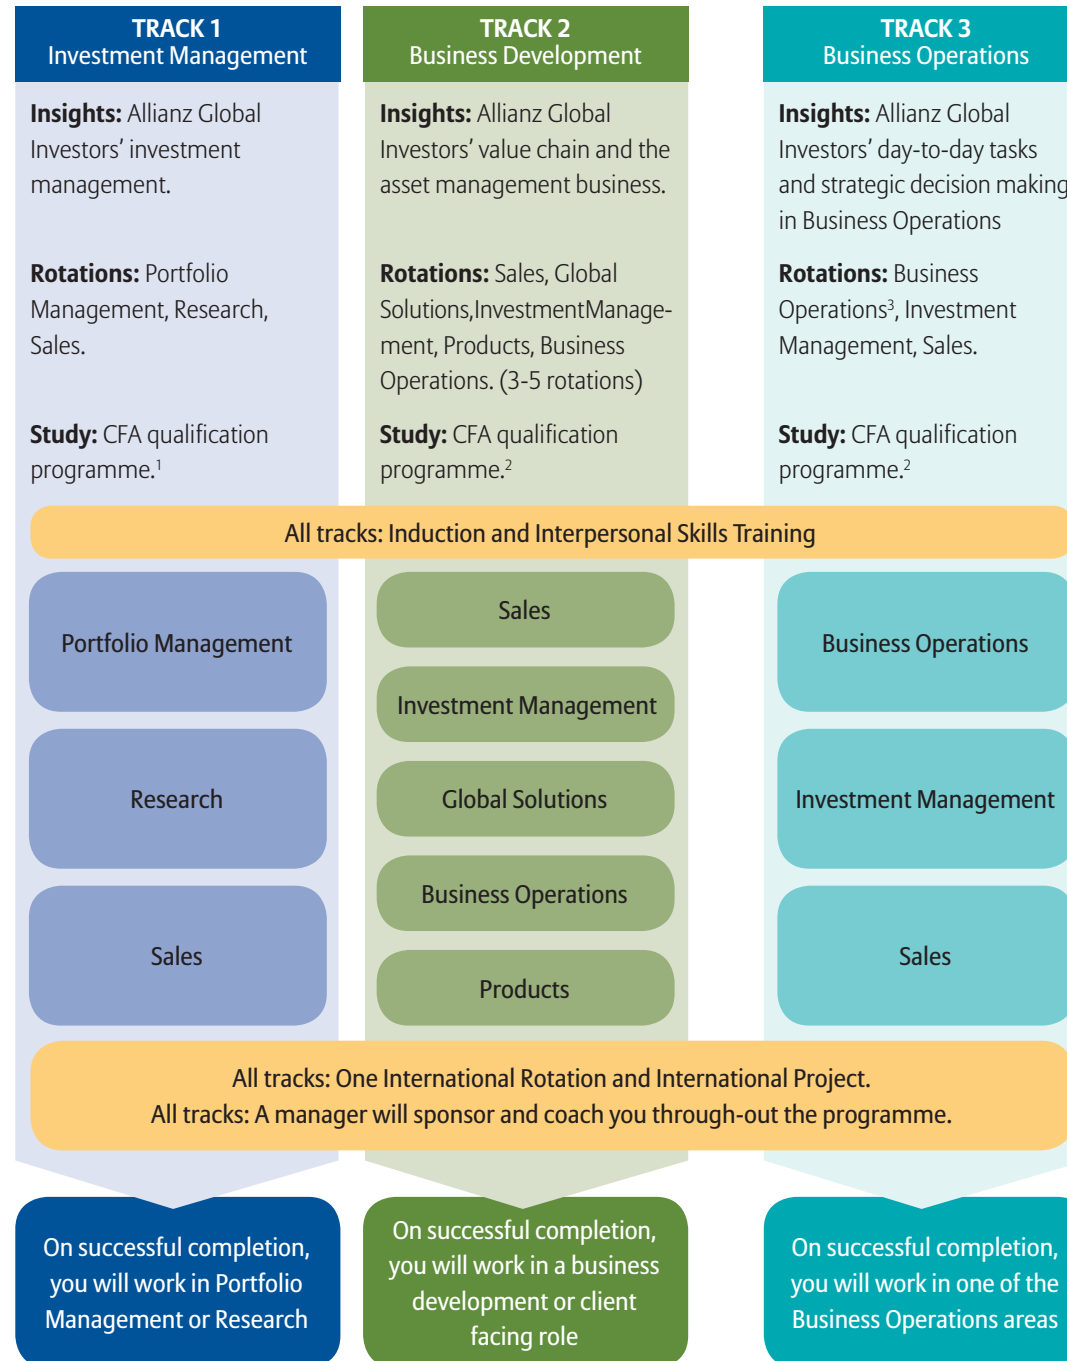 TRACK 1
Investment Management
Insights: Allianz Global
Investors’ investment
management.
Rotations: Portfolio
Management, Research,
Sales.
Study: CFA qualification
programme.¹
TRACK 2
Business Development
Insights: Allianz Global
Investors’ value chain and the
asset management business.
Rotations: Sales, Global
Solutions,InvestmentManage-
ment, Products, Business
Operations. (3-5 rotations)
Study: CFA qualification
programme.²
TRACK 3
Business Operations
Insights: Allianz Global
Investors’ day-to-day tasks
and strategic decision making
in Business Operations
Rotations: Business
Operations³, Investment
Management, Sales.
Study: CFA qualification
programme.²
All tracks: Induction and Interpersonal Skills Training
Portfolio Management
Research
Sales
Sales
Investment Management
Global Solutions
Business Operations
Products
Business Operations
Investment Management
Sales
All tracks: One International Rotation and International Project.
All tracks: A manager will sponsor and coach you through-out the programme.
On successful completion,
you will work in Portfolio
Management or Research
On successful completion,
you will work in a business
development or client
facing role
On successful completion,
you will work in one of the
Business Operations areas